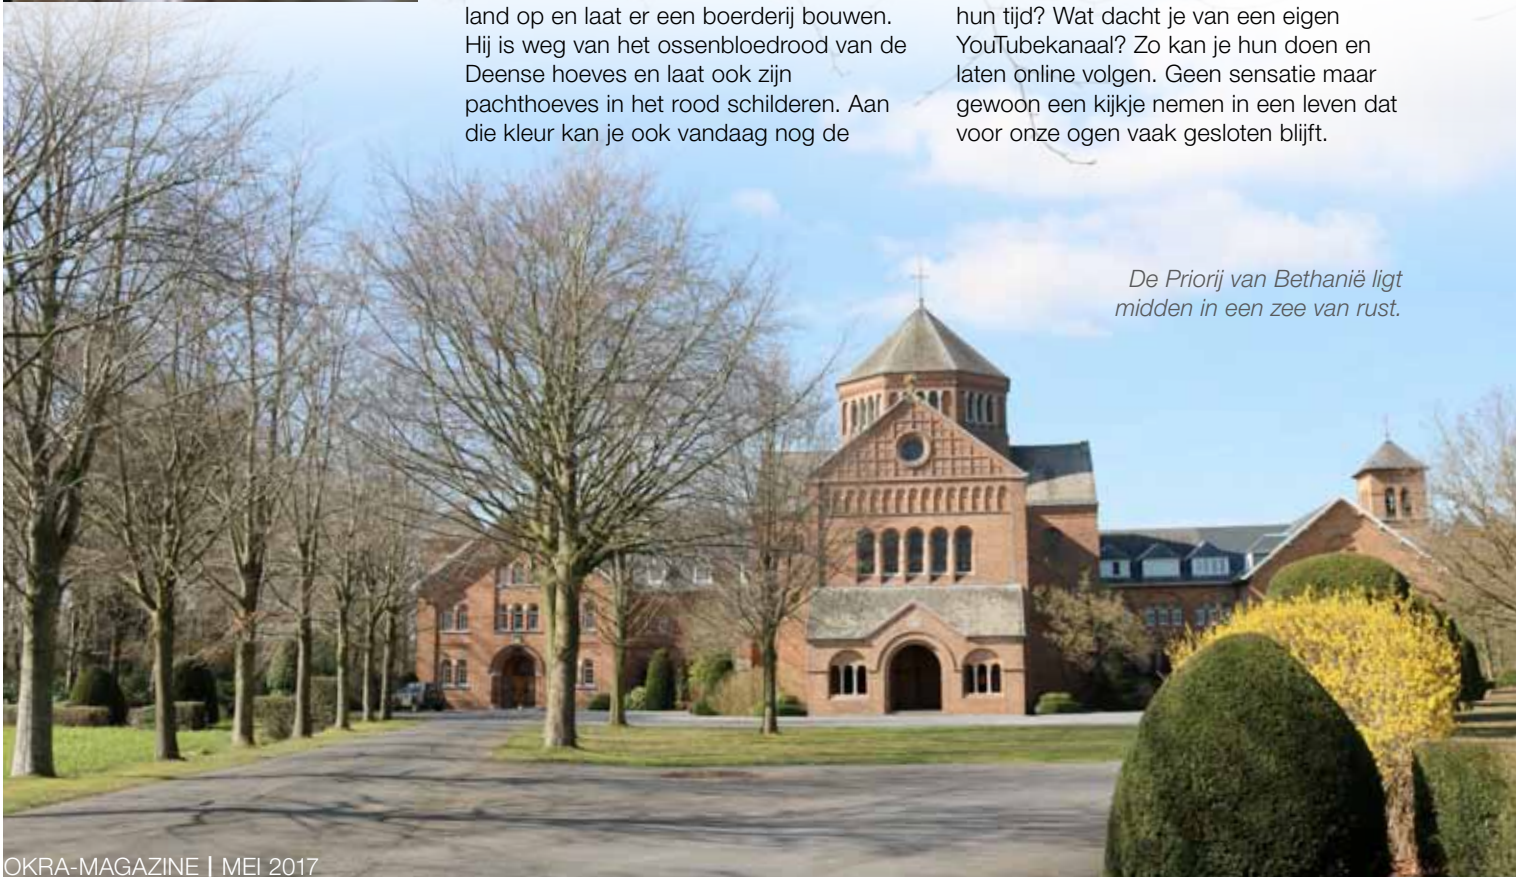 land op en laat er een boerderij bouwen.
Hij is weg van het ossenbloedrood van de
Deense hoeves en laat ook zijn
pachthoeves in het rood schilderen. Aan
die kleur kan je ook vandaag nog de
hun tijd? Wat dacht je van een eigen
YouTubekanaal? Zo kan je hun doen en
laten online volgen. Geen sensatie maar
gewoon een kijkje nemen in een leven dat
voor onze ogen vaak gesloten blijft.
De Priorij van Bethanië ligt
midden in een zee van rust.
OKRA-MAGAZINE | MEI 2017